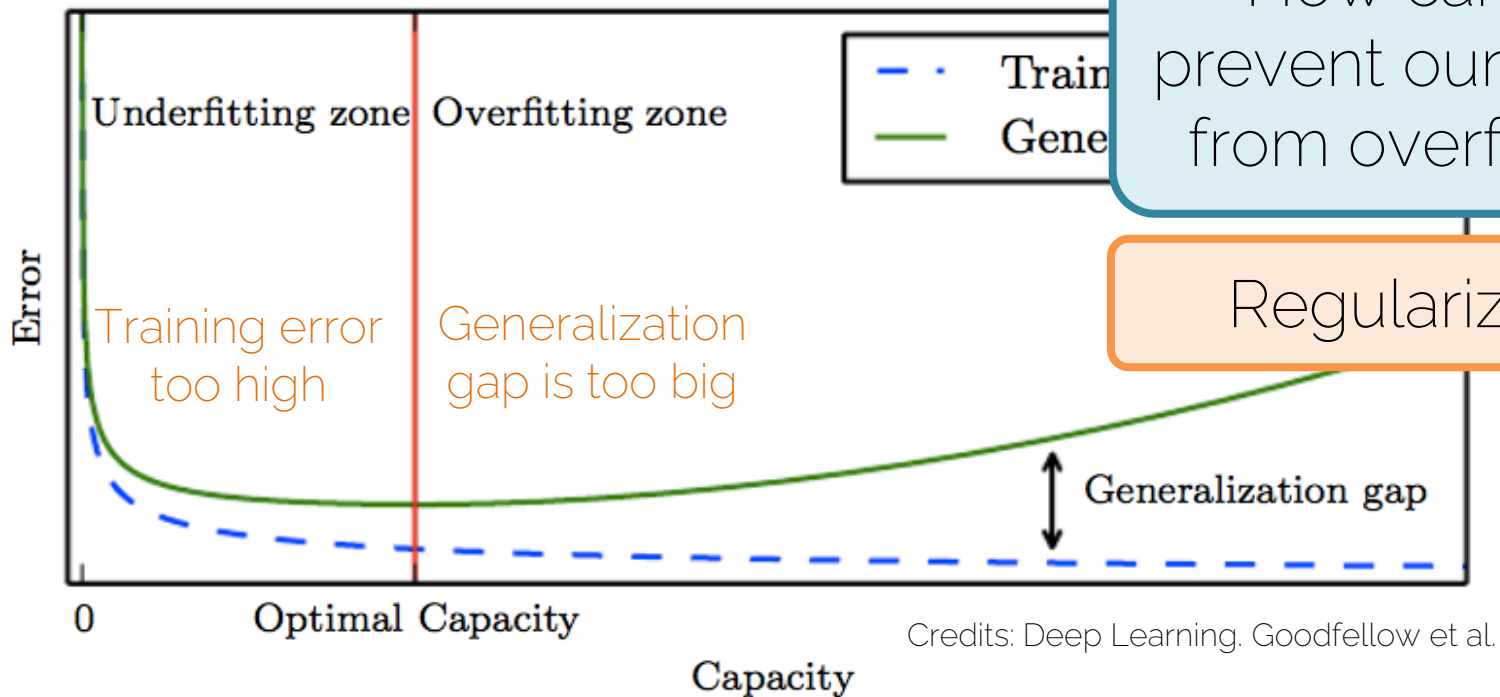 Underfitting zone
Overfitting zone
prevent our
from overf
Train
Gene
Regulariz
Error
Training error
too high
Generalization
gap is too big
Generalization gap
0
Optimal Capacity
Credits: Deep Learning. Goodfellow et al.
Capacity